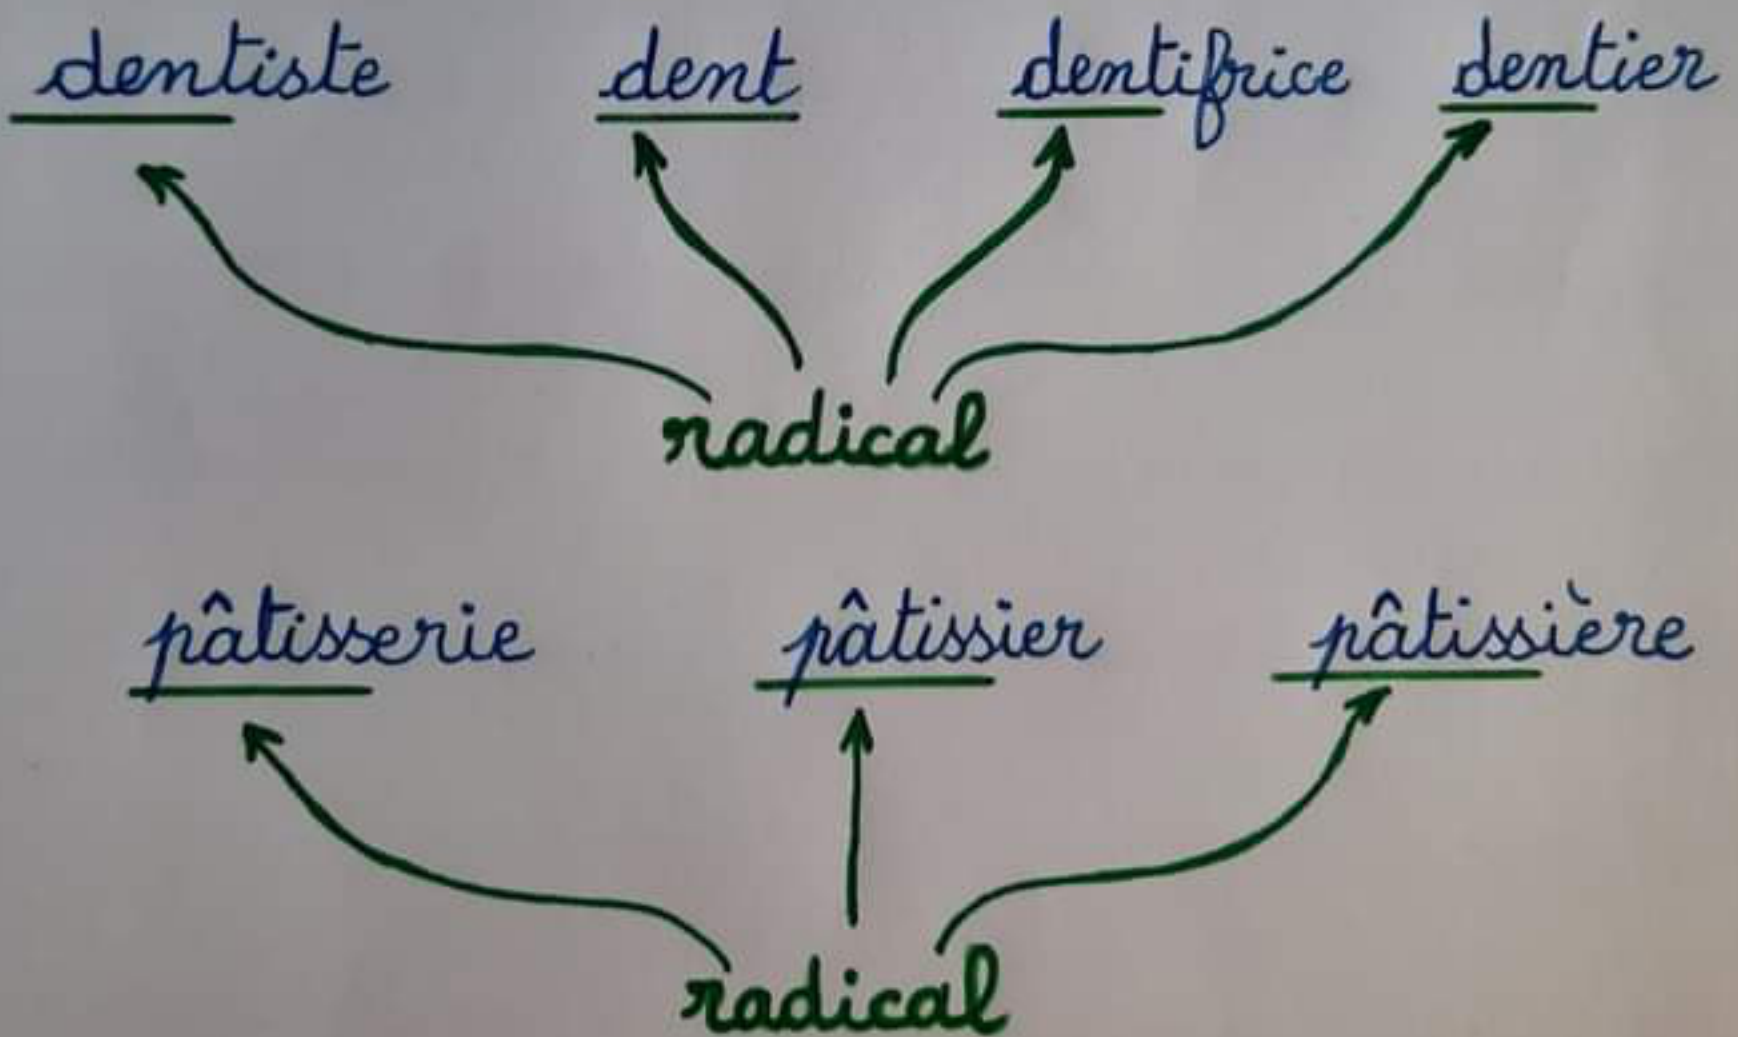 dentiste dent dentifrice dentier
radical
pâtisserie pâtissier pâtissière
radical